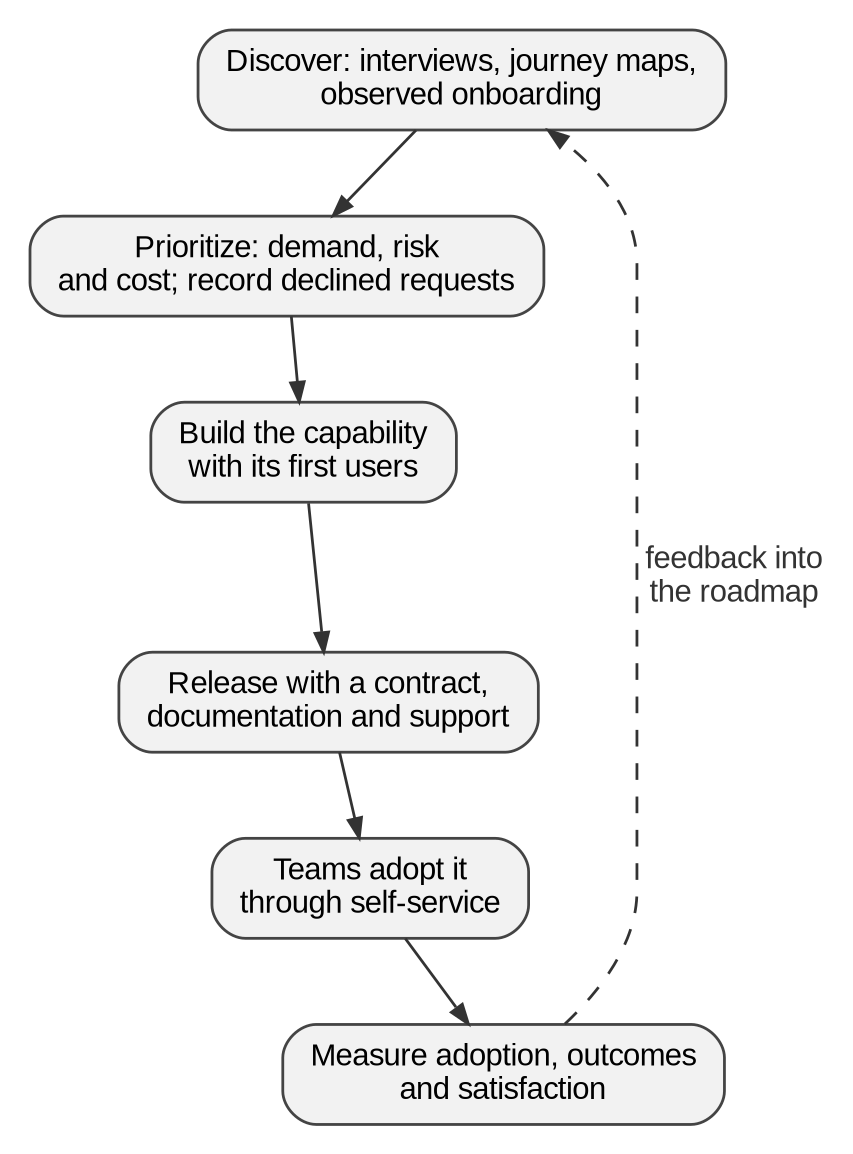 Discover: interviews, journey maps,
observed onboarding
Prioritize: demand, risk
and cost; record declined requests
Build the capability
with its first users
feedback into
the roadmap
Release with a contract,
documentation and support
Teams adopt it
through self-service
Measure adoption, outcomes
and satisfaction